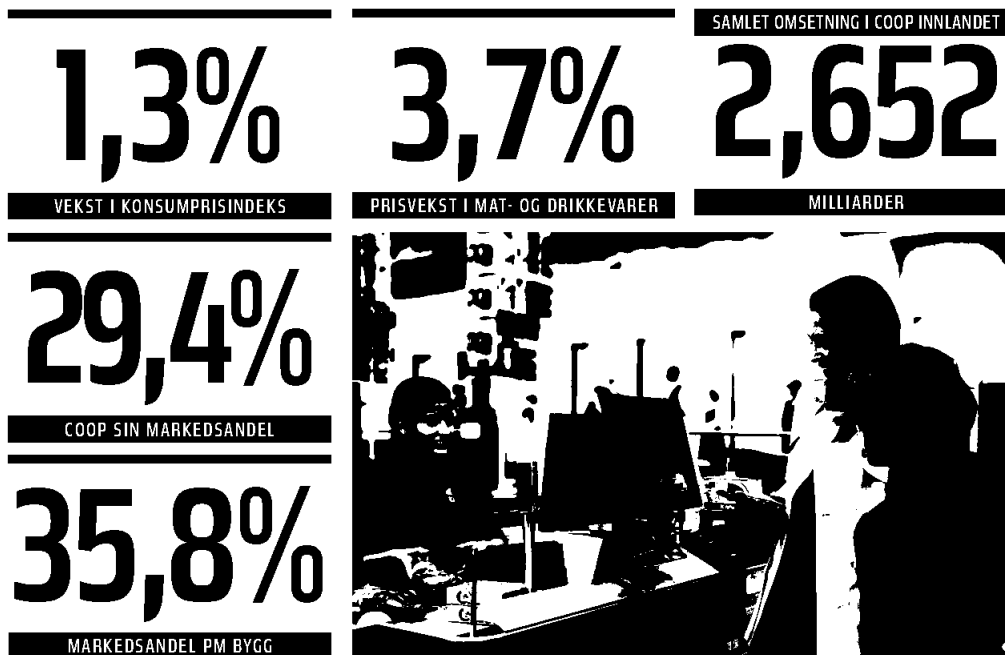 1,3%
VEKST I KONSUMPRISINDEKS
3,7%
PRISVEKST I MAT- OG DRIKKEVARER
SAMLET OMSETNING I COOP INNLANDET
2,652
MILLIARDER
29,4%
COOP SIN MARKEDSANDEL
35,8%
MARKEDSANDEL PM BYGG